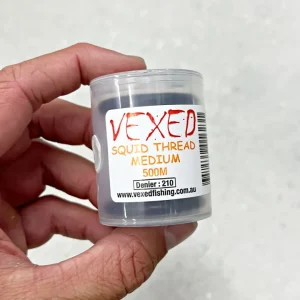 VEXED
SQUID THREAD
MEDIUM
500M
Denier : 210
www.vexedfishing.com.au